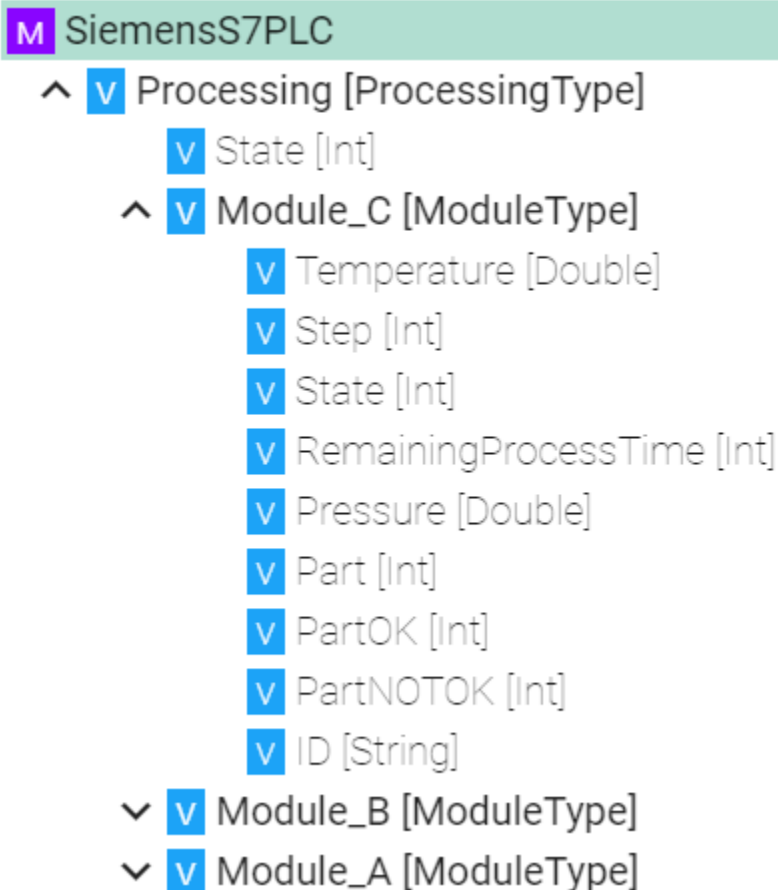 M SiemensS7PLC
V Processing [ProcessingType]
V State [Int]
V Module_C [ModuleType]
V Temperature [Double]
V Step [Int]
V State [Int]
V RemainingProcessTime [Int]
V Pressure [Double]
V Part [Int]
V PartOK [Int]
V PartNOTOK [Int]
V ID [String]
V Module_B [ModuleType]
V Module_A [ModuleType]